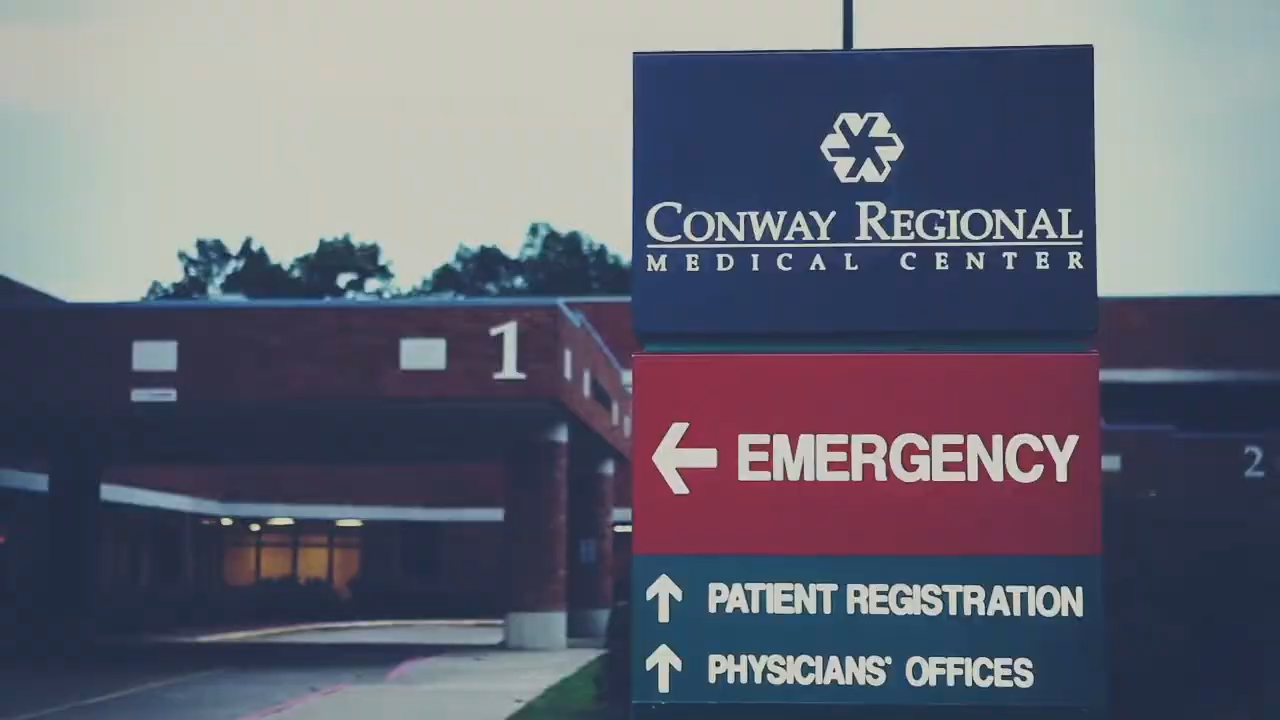 CONWAY REGIONAL
MEDICAL CENTER
1
← EMERGENCY
2
↑ PATIENT REGISTRATION
↑ PHYSICIANS' OFFICES